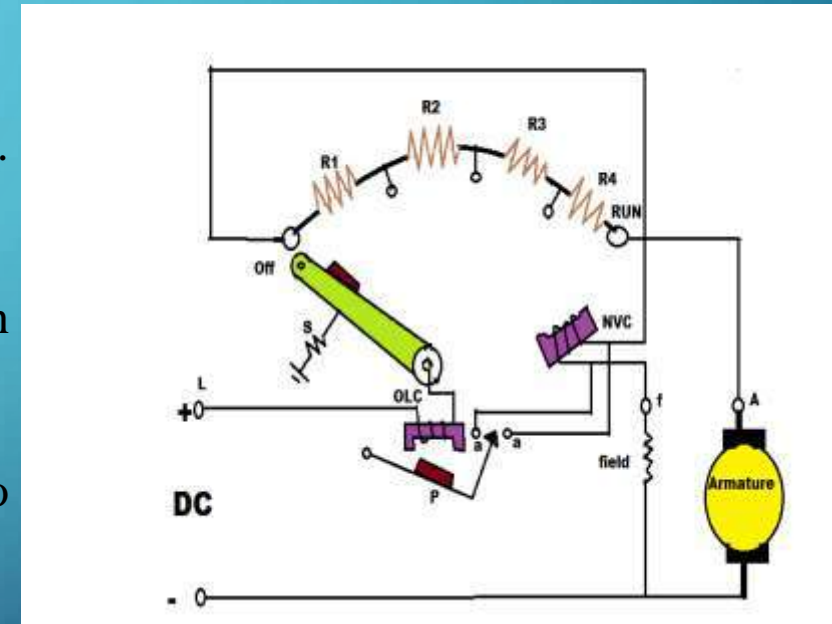 .
R2
R3
R1
R4
RUN
Off
n
NVC
S
L
OLC
+
f
A
a
a
field
Armature
P
o
DC
-